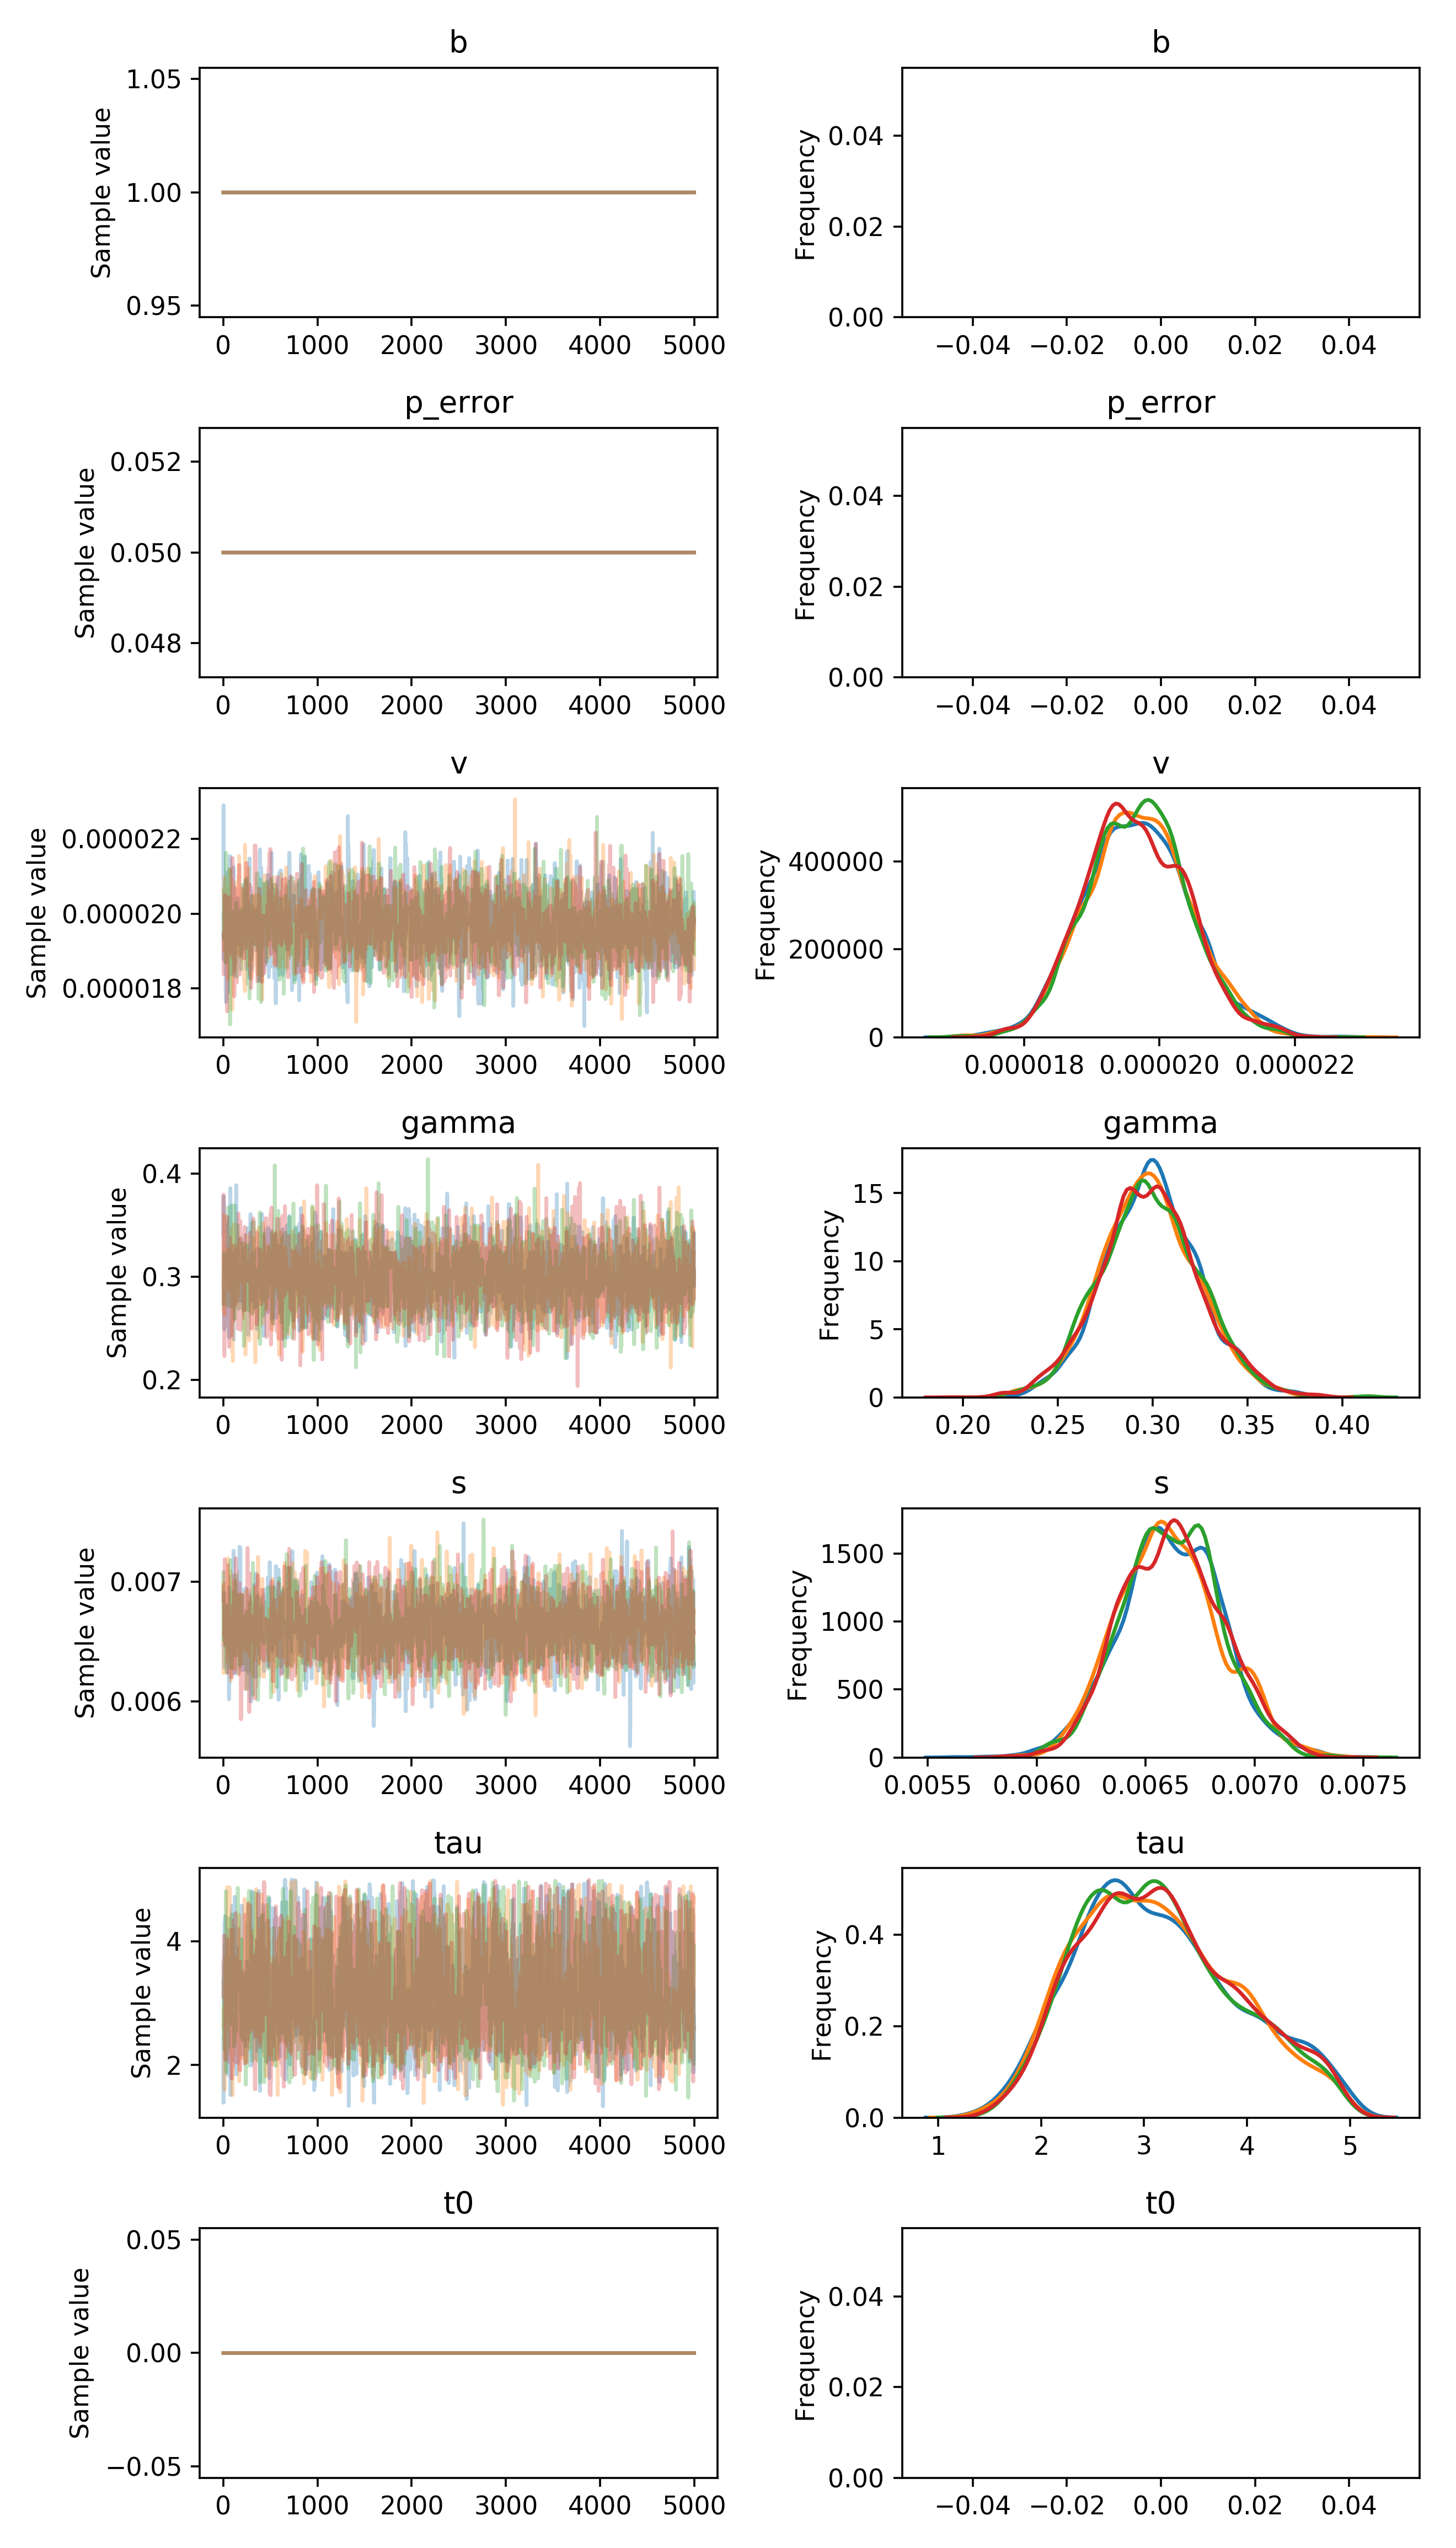 b
b
Sample value
1.05
1.00
0.95
0 1000 2000 3000 4000 5000
Frequency
0.04
0.02
0.00
−0.04 −0.02 0.00 0.02 0.04
p_error
p_error
Sample value
0.052
0.050
0.048
0 1000 2000 3000 4000 5000
Frequency
0.04
0.02
0.00
−0.04 −0.02 0.00 0.02 0.04
v
v
Sample value
0.000022
0.000020
0.000018
0 1000 2000 3000 4000 5000
Frequency
400000
200000
0
0.000018 0.000020 0.000022
gamma
gamma
Sample value
0.4
0.3
0.2
0 1000 2000 3000 4000 5000
Frequency
15
10
5
0
0.20 0.25 0.30 0.35 0.40
s
s
Sample value
0.007
0.006
0 1000 2000 3000 4000 5000
Frequency
1500
1000
500
0
0.0055 0.0060 0.0065 0.0070 0.0075
tau
tau
Sample value
4
2
0 1000 2000 3000 4000 5000
Frequency
0.4
0.2
0.0
1 2 3 4 5
t0
t0
Sample value
0.05
0.00
−0.05
0 1000 2000 3000 4000 5000
Frequency
0.04
0.02
0.00
−0.04 −0.02 0.00 0.02 0.04